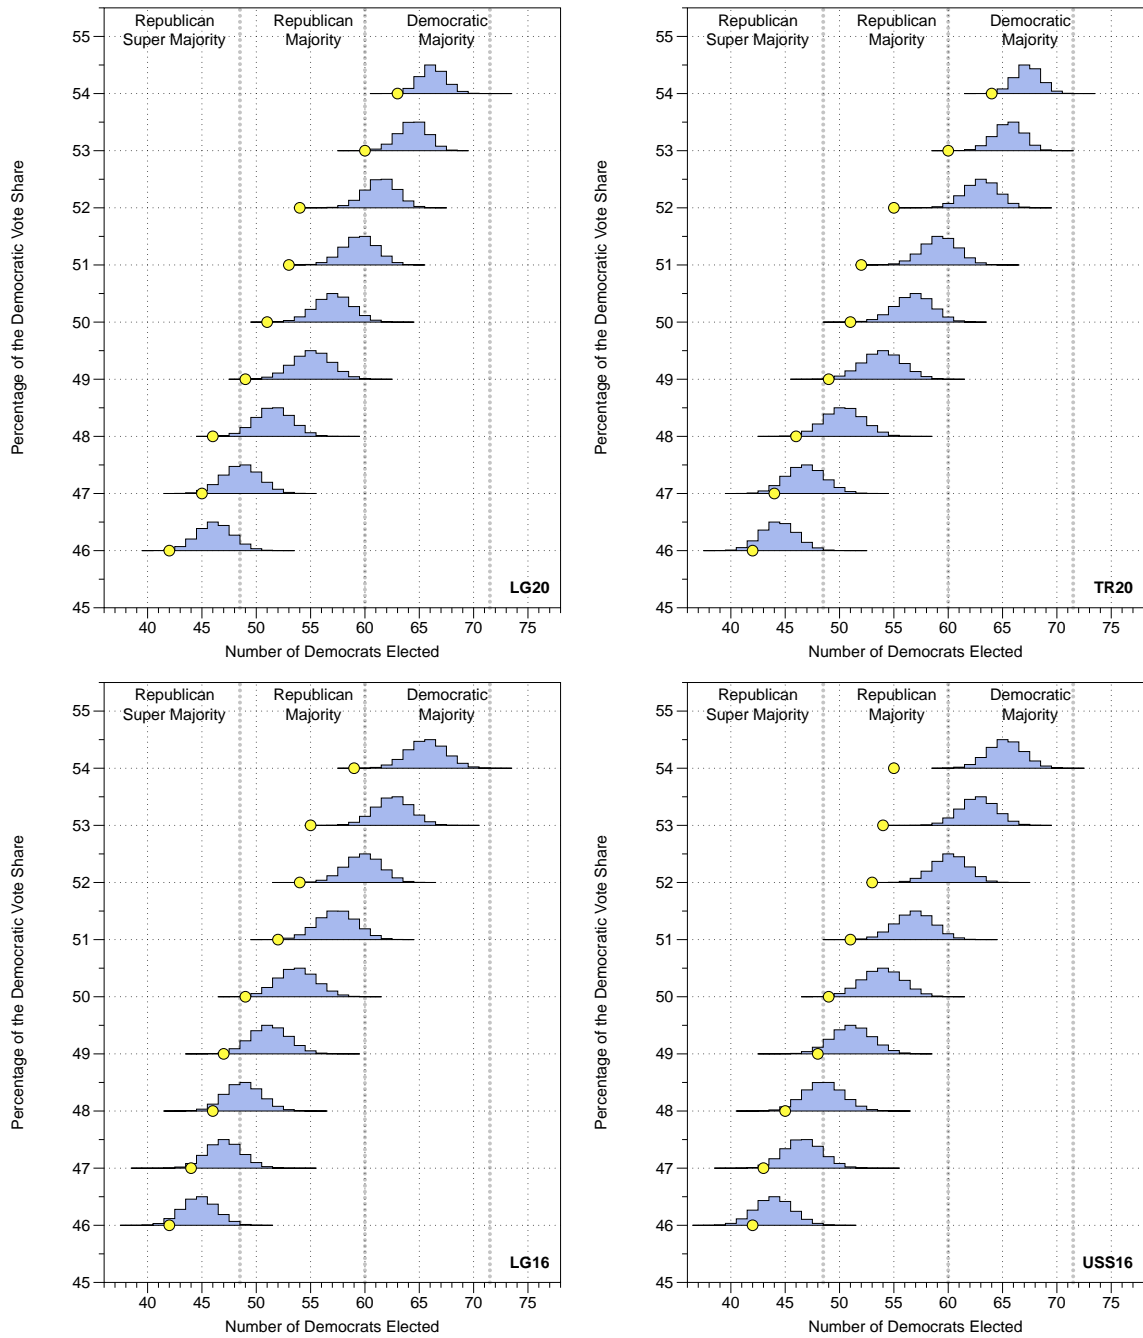 Republican Republican Democratic
Super Majority Majority Majority
55
54
53
52
51
50
49
48
47
46
45
Percentage of the Democratic Vote Share
LG20
40 45 50 55 60 65 70 75
Number of Democrats Elected
Republican Republican Democratic
Super Majority Majority Majority
55
54
53
52
51
50
49
48
47
46
45
Percentage of the Democratic Vote Share
TR20
40 45 50 55 60 65 70 75
Number of Democrats Elected
Republican Republican Democratic
Super Majority Majority Majority
55
54
53
52
51
50
49
48
47
46
45
Percentage of the Democratic Vote Share
LG16
40 45 50 55 60 65 70 75
Number of Democrats Elected
Republican Republican Democratic
Super Majority Majority Majority
55
54
53
52
51
50
49
48
47
46
45
Percentage of the Democratic Vote Share
USS16
40 45 50 55 60 65 70 75
Number of Democrats Elected